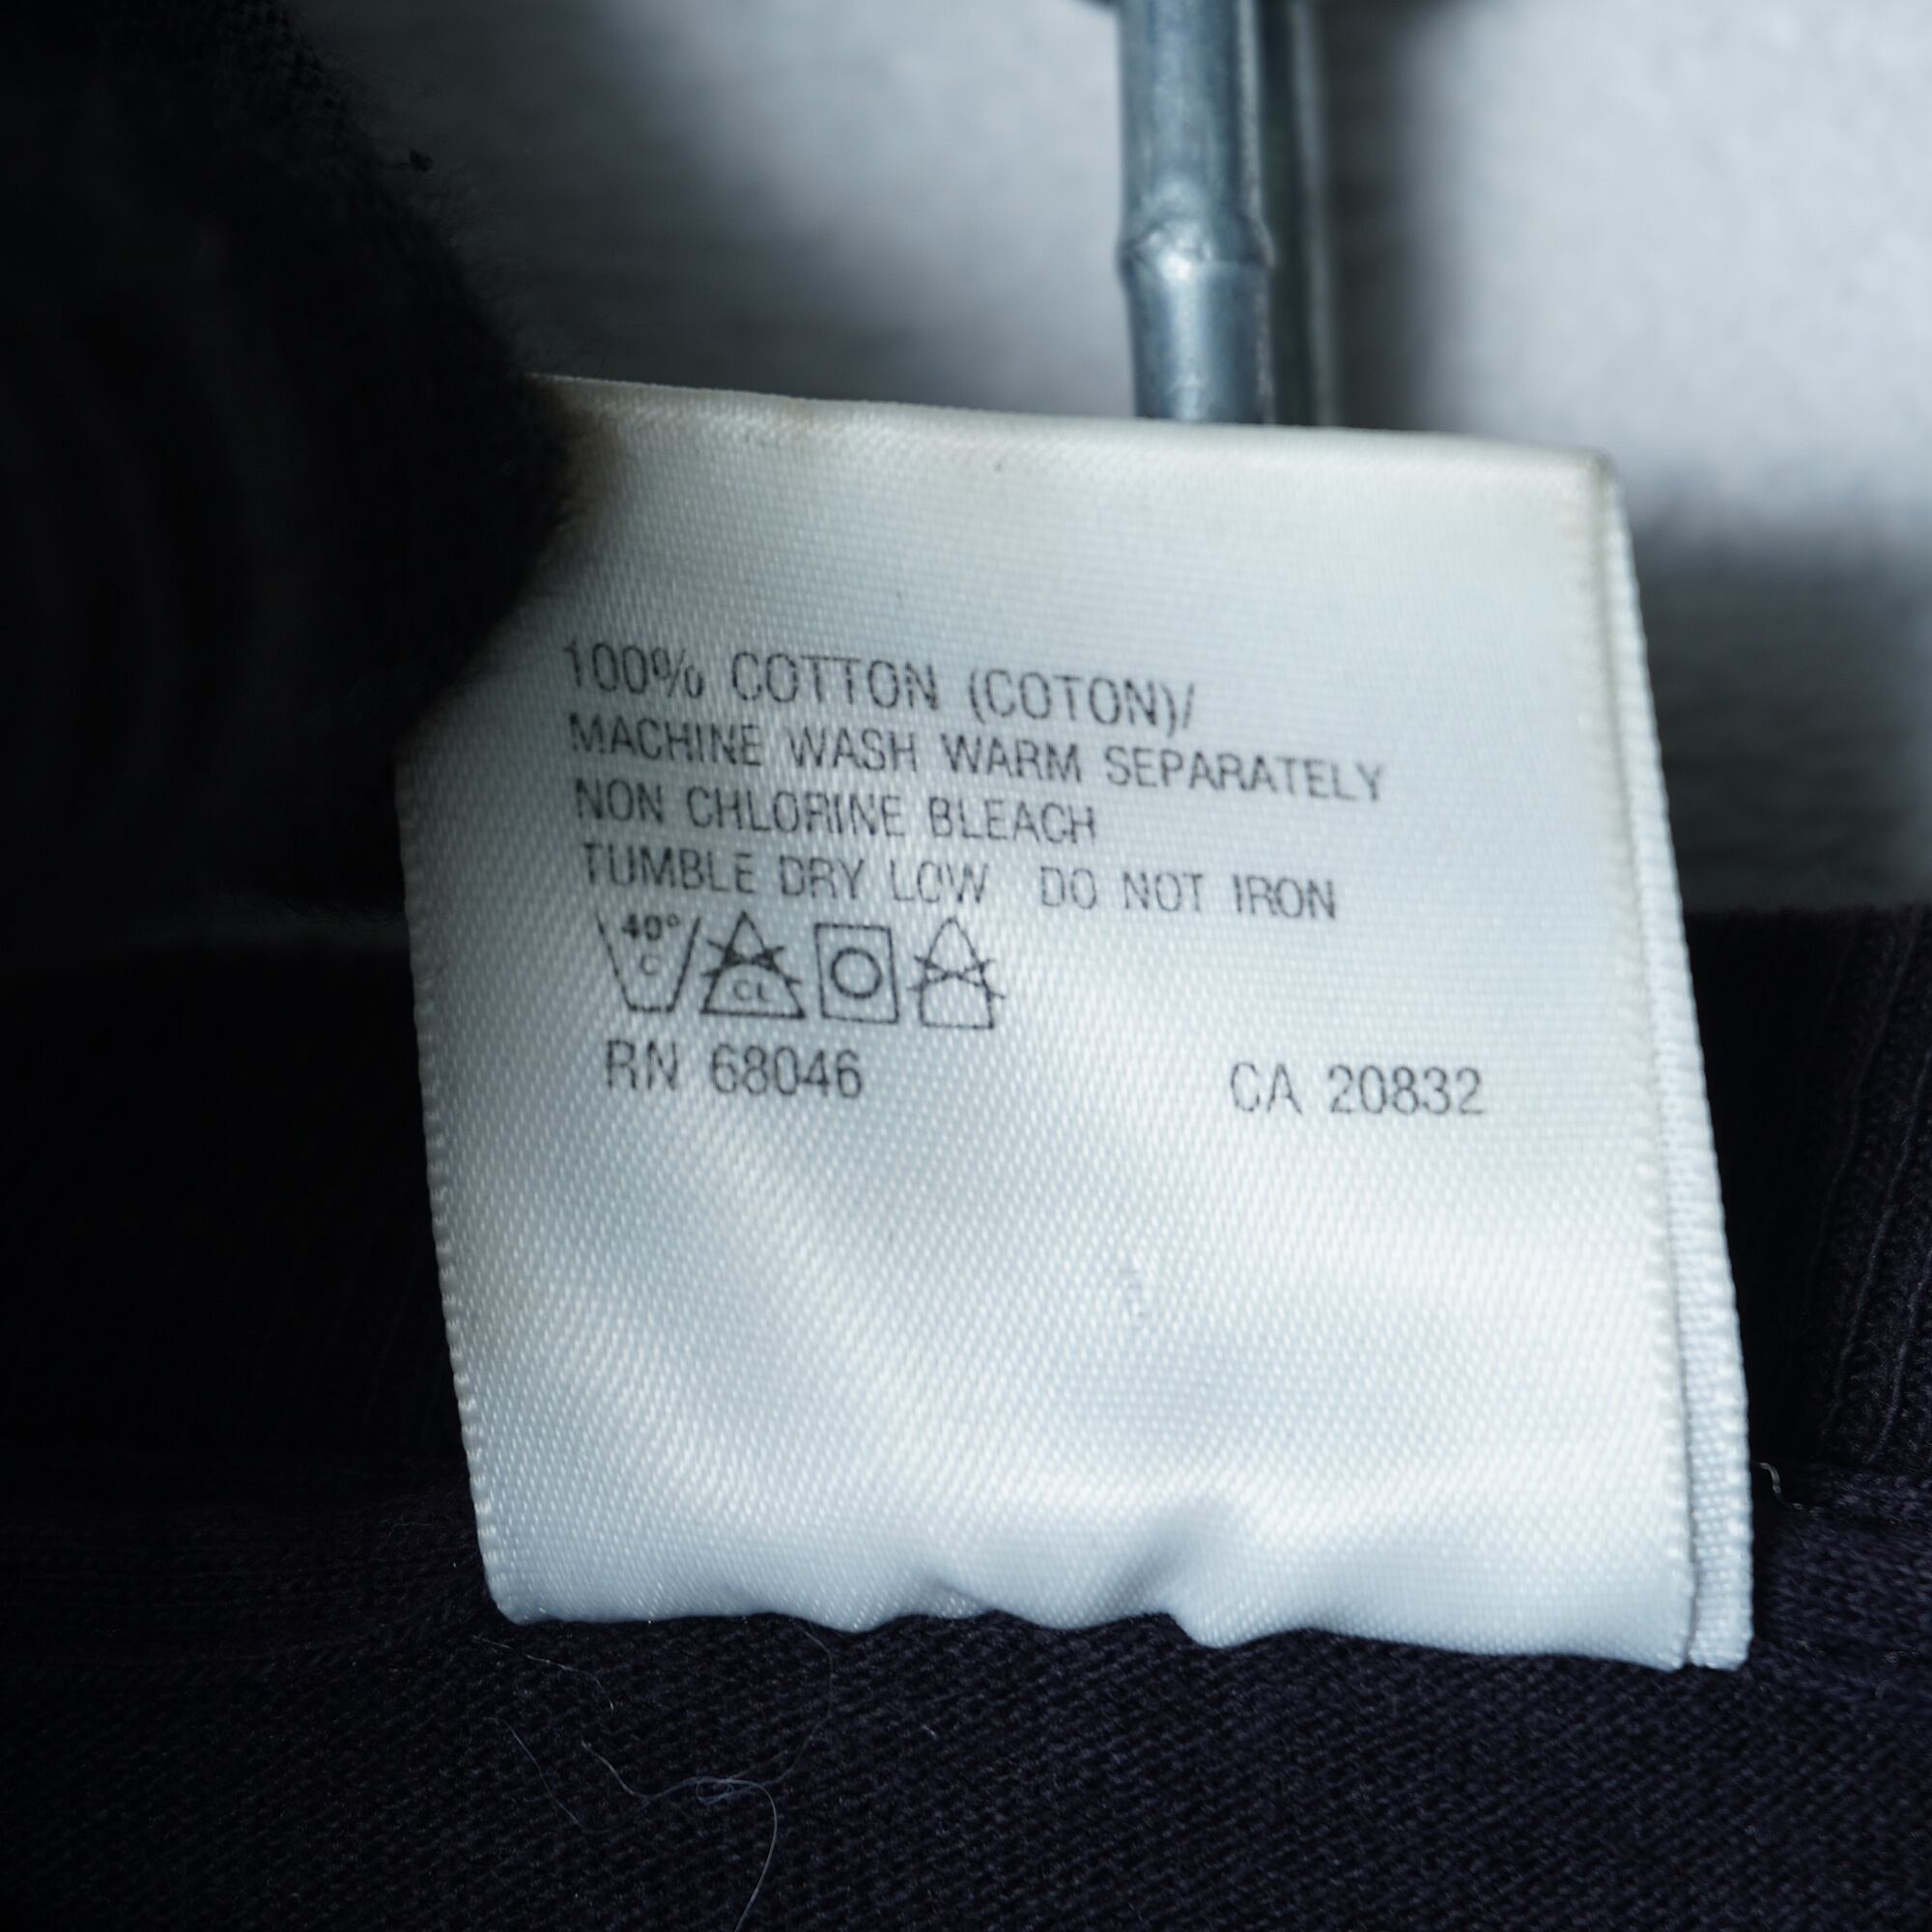 100% COTTON (COTON)/
MACHINE WASH WARM SEPARATELY
NON CHLORINE BLEACH
TUMBLE DRY LOW DO NOT IRON
40°
C
CL
RN 68046 CA 20832